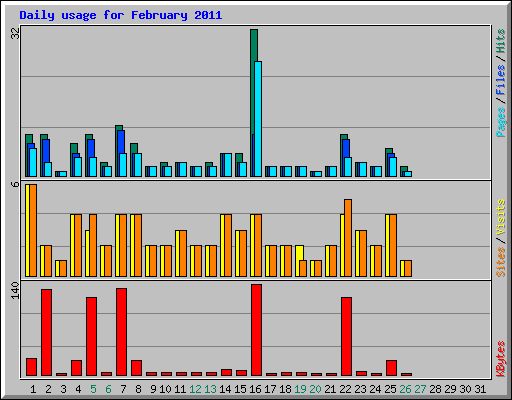 Daily usage for February 2011
32
Pages / Files / Hits
6
Sites / Visits
140
KBytes
1 2 3 4 5 6 7 8 9 10 11 12 13 14 15 16 17 18 19 20 21 22 23 24 25 26 27 28 29 30 31